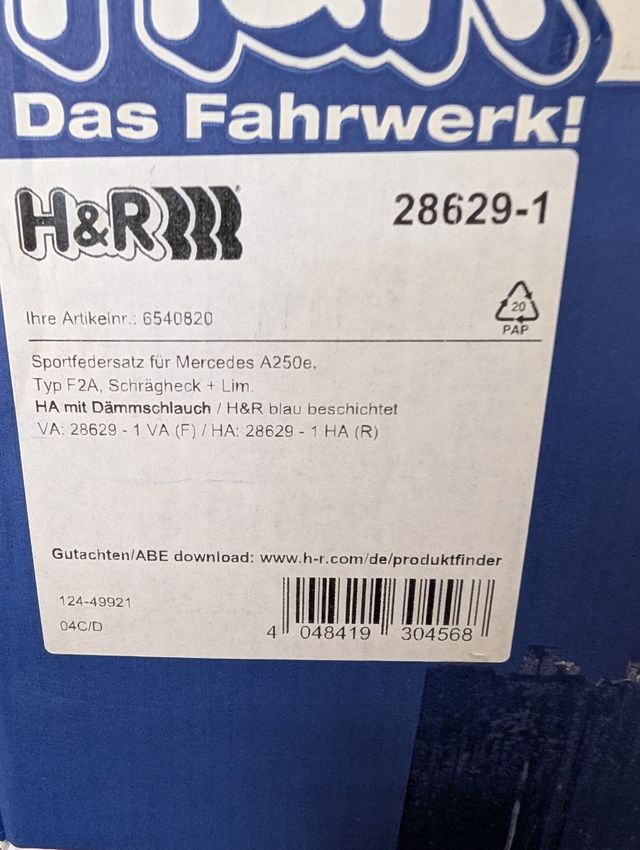 H&R
Das Fahrwerk!
H&R
28629-1
Ihre Artikelnr.: 6540820
20
PAP
Sportfedersatz für Mercedes A250e,
Typ F2A, Schrägheck + Lim.
HA mit Dämmschlauch / H&R blau beschichtet
VA: 28629 - 1 VA (F) / HA: 28629 - 1 HA (R)
Gutachten/ABE download: www.h-r.com/de/produktfinder
124-49921
04C/D
4 048419 304568